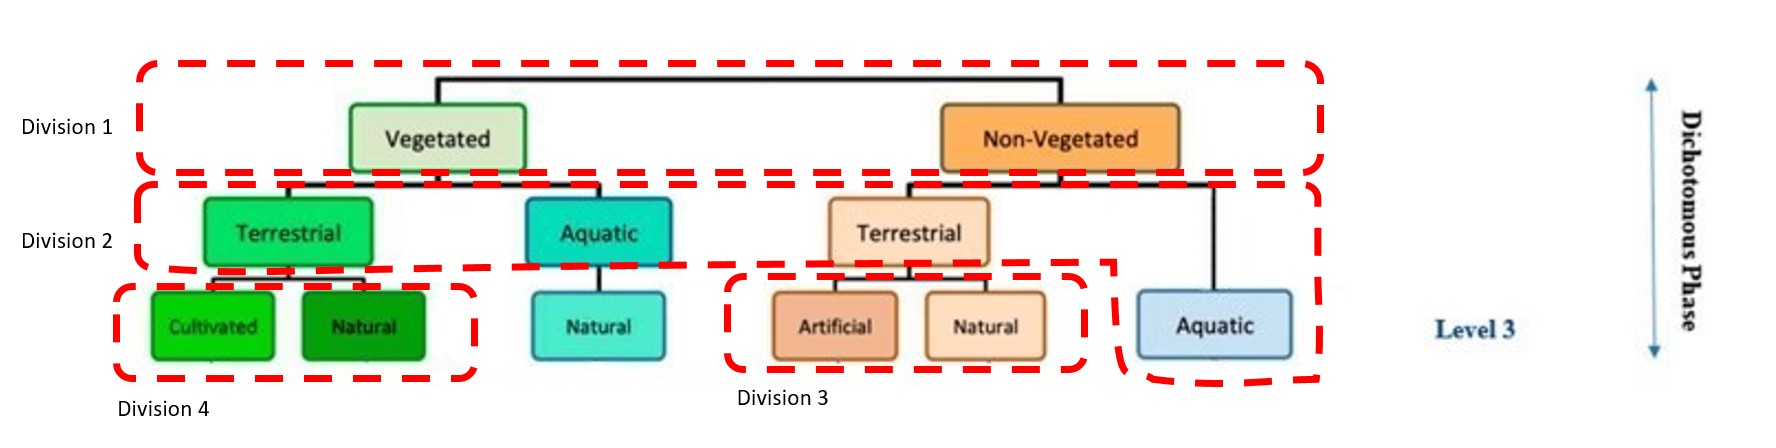 Division 1
Vegetated
Non-Vegetated
Division 2
Terrestrial
Aquatic
Terrestrial
Cultivated
Natural
Natural
Artificial
Natural
Aquatic
Level 3
Dichotomous Phase
Division 4
Division 3